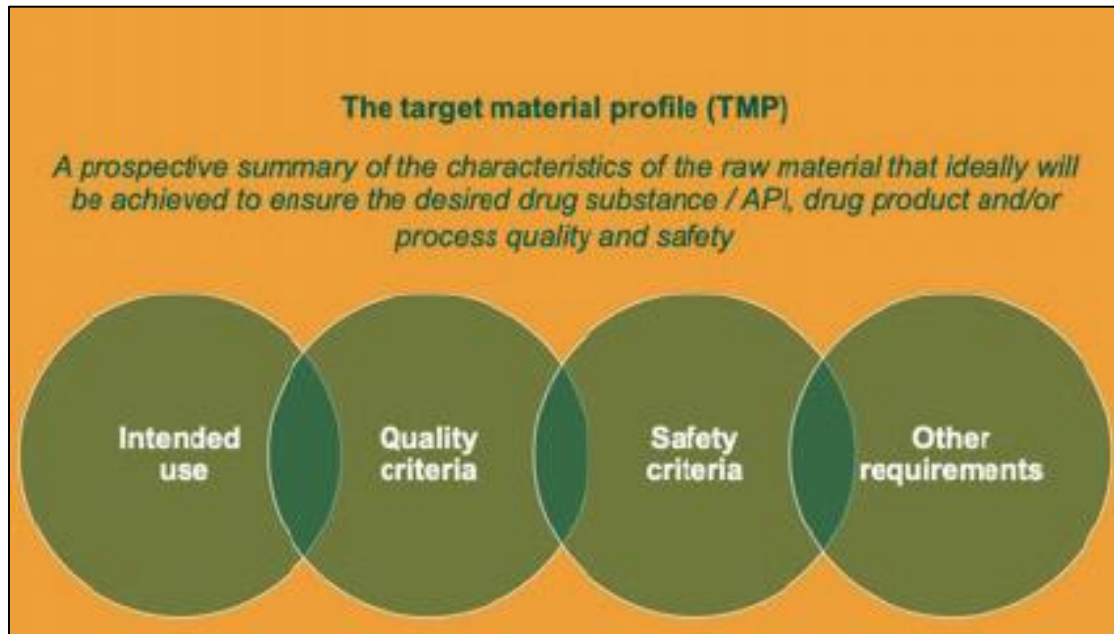 The target material profile (TMP)
A prospective summary of the characteristics of the raw material that ideally will
be achieved to ensure the desired drug substance / API, drug product and/or
process quality and safety
Intended
use
Quality
criteria
Safety
criteria
Other
requirements